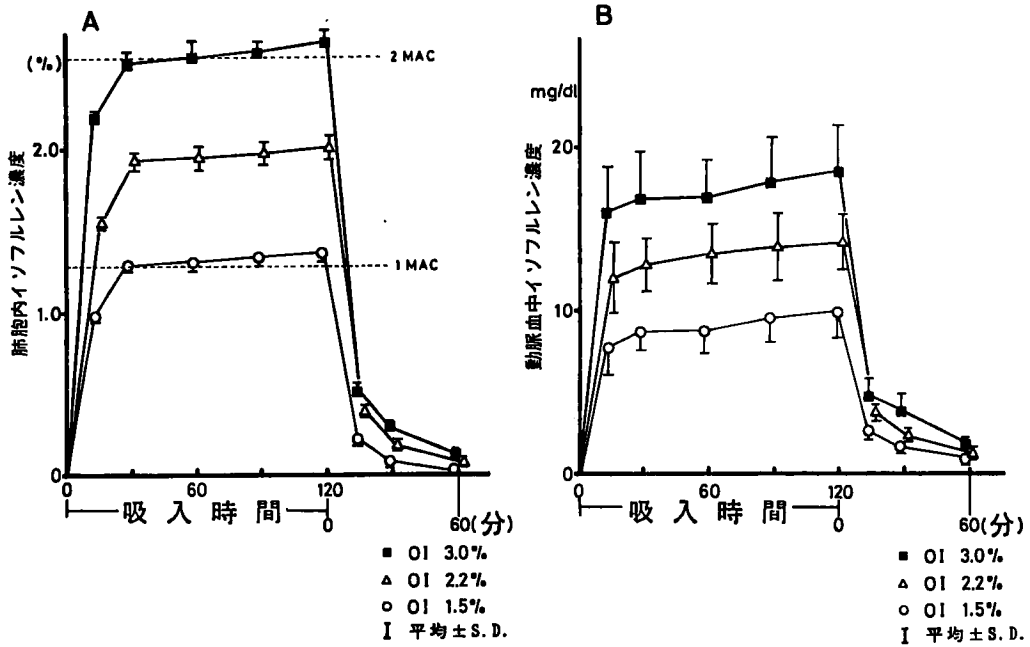 A
(%)
2 MAC
2.0
1 MAC
1.0
0
肺胞内イソフルレン濃度
0 60 120
吸入時間
0 60(分)
■ OI 3.0%
△ OI 2.2%
○ OI 1.5%
I 平均±S.D.
B
mg/dl
20
10
0
動脈血中イソフルレン濃度
0 60 120
吸入時間
0 60(分)
■ OI 3.0%
△ OI 2.2%
○ OI 1.5%
I 平均±S.D.